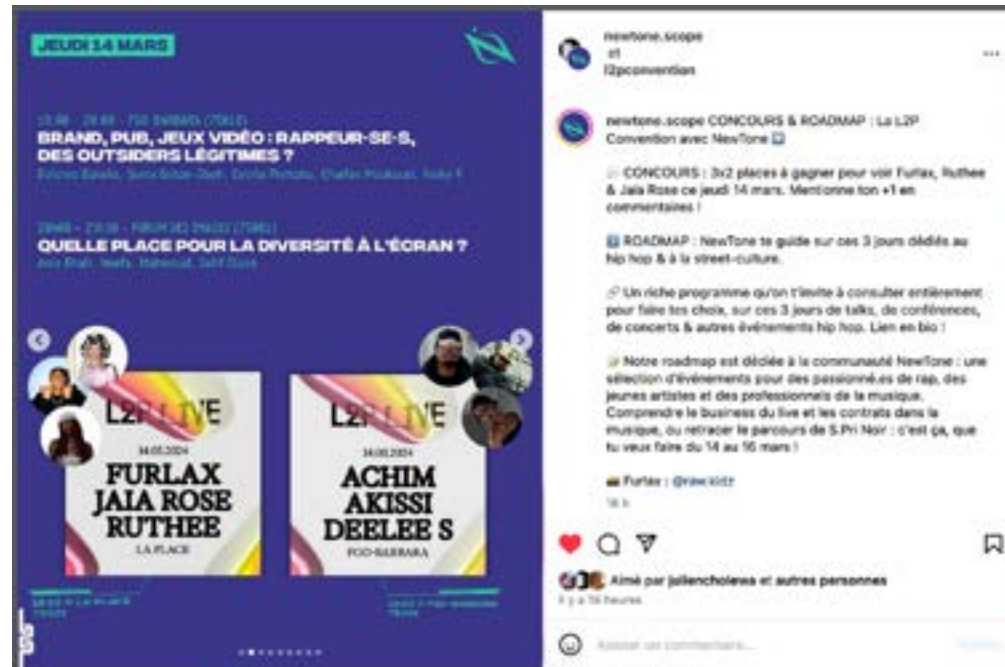 JEUDI 14 MARS
BRAND, PUB, JEUX VIDÉO : RAPPEUR-SE-S,
DES OUTSIDERS LÉGITIMES ?
QUELLE PLACE POUR LA DIVERSITÉ À L'ÉCRAN ?
L2P LIVE
14.03.2024
FURLAX
JAIA ROSE
RUTHEE
LA PLACE
L2P LIVE
14.03.2024
ACHIM
AKISSI
DEELEE S
FGO-BARBARA
newtone.scope
et
l2pconvention
newtone.scope CONCOURS & ROADMAP : La L2P
Convention avec NewTone
CONCOURS : 3x2 places à gagner pour voir Furlax, Ruthee
& Jaia Rose ce jeudi 14 mars. Mentionne ton +1 en
commentaires !
ROADMAP : NewTone te guide sur ces 3 jours dédiés au
hip hop & à la street-culture.
Un riche programme qu'on t'invite à consulter entièrement
pour faire tes choix, sur ces 3 jours de talks, de conférences,
de concerts & autres événements hip hop. Lien en bio !
Notre roadmap est dédiée à la communauté NewTone : une
sélection d'événements pour des passionné.es de rap, des
jeunes artistes et des professionnels de la musique.
Comprendre le business du live et les contrats dans la
musique, ou retracer le parcours de S.Pri Noir : c'est ça, que
tu veux faire du 14 au 16 mars !
Furlax : @raw.kidz
Aimé par juliencholewa et autres personnes
Il y a 16 heures
Ajouter un commentaire...